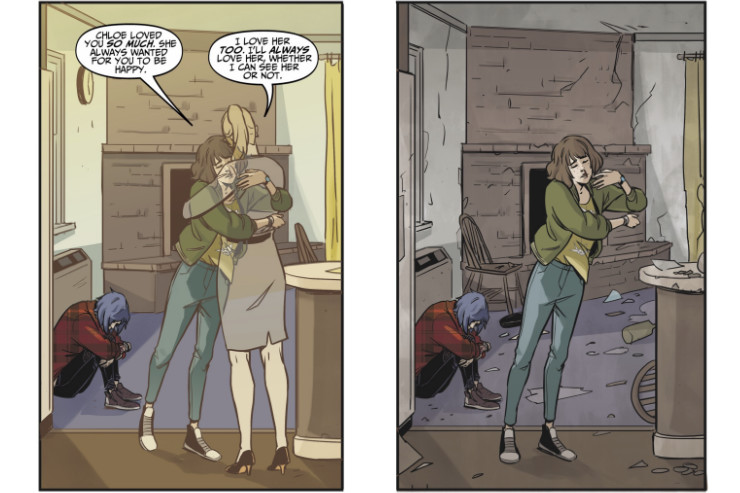 CHLOE LOVED
YOU SO MUCH. SHE
ALWAYS WANTED
FOR YOU TO BE
HAPPY.
I LOVE HER
TOO. I'LL ALWAYS
LOVE HER, WHETHER
I CAN SEE HER
OR NOT.